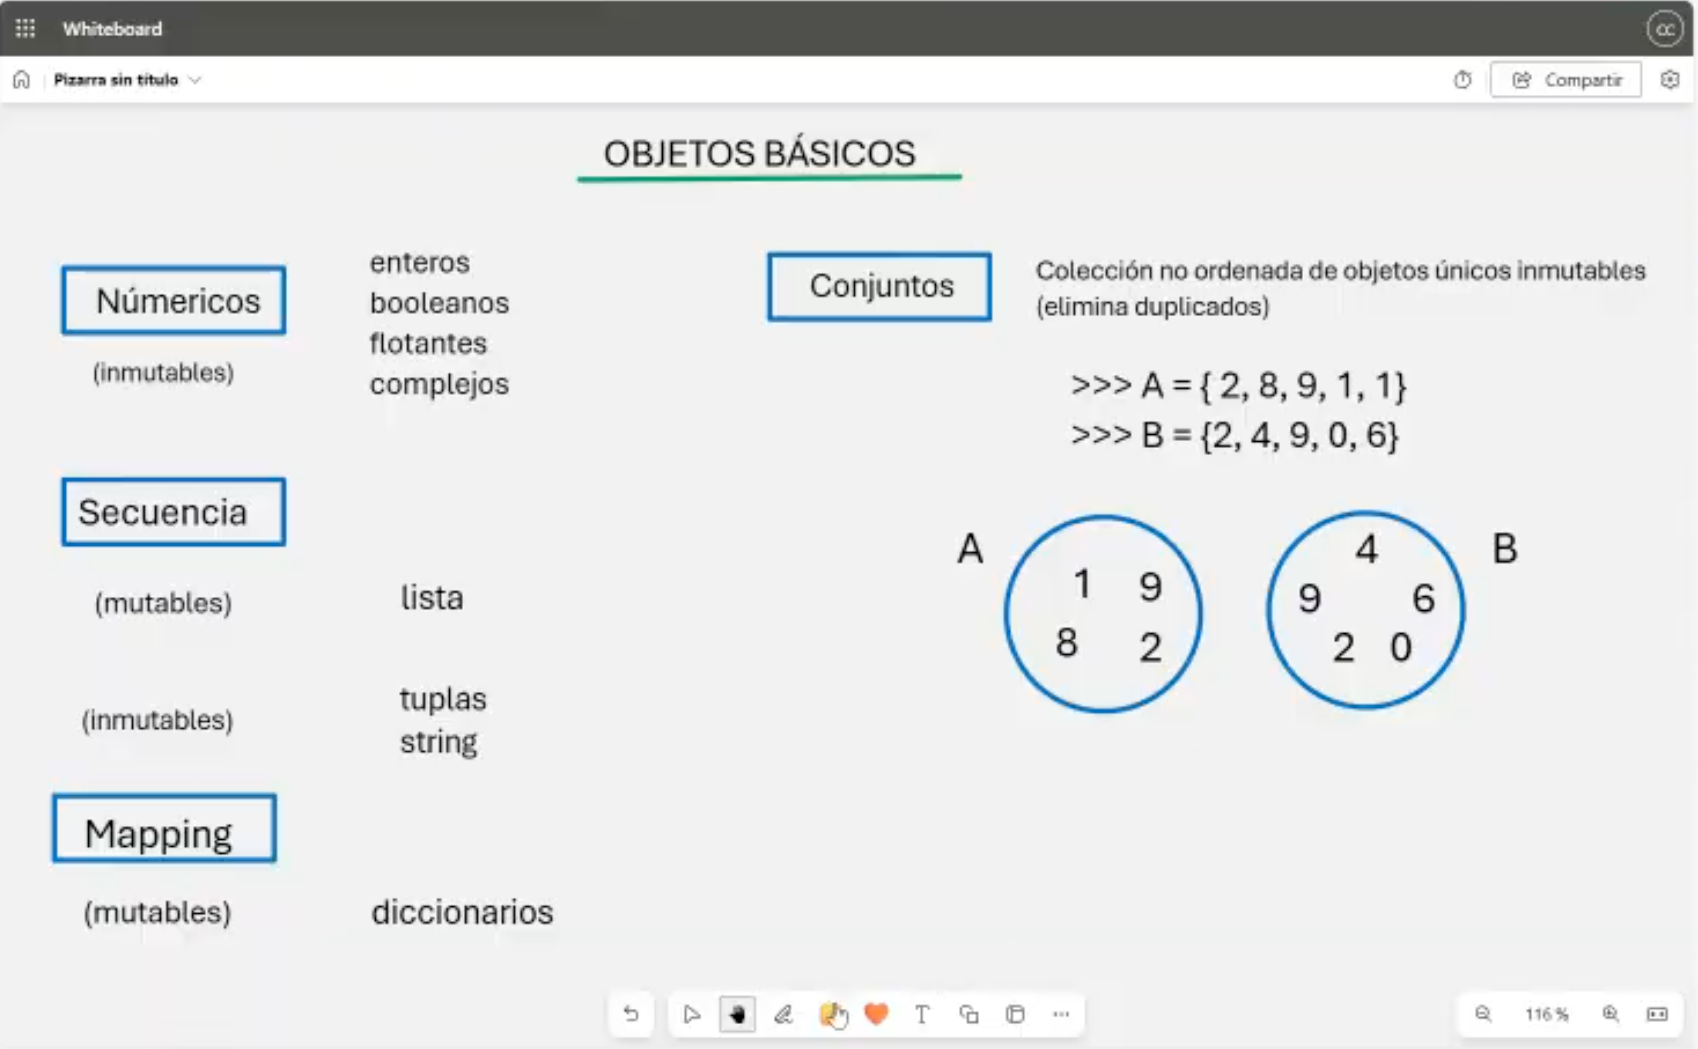 Whiteboard
CC
Pizarra sin título
Compartir
OBJETOS BÁSICOS
Númericos
(inmutables)
enteros
booleanos
flotantes
complejos
Secuencia
(mutables)
lista
(inmutables)
tuplas
string
Mapping
(mutables)
diccionarios
Conjuntos
Colección no ordenada de objetos únicos inmutables
(elimina duplicados)
>>> A = { 2, 8, 9, 1, 1}
>>> B = {2, 4, 9, 0, 6}
A
1 9
8 2
4
9 6
2 0
B
116 %